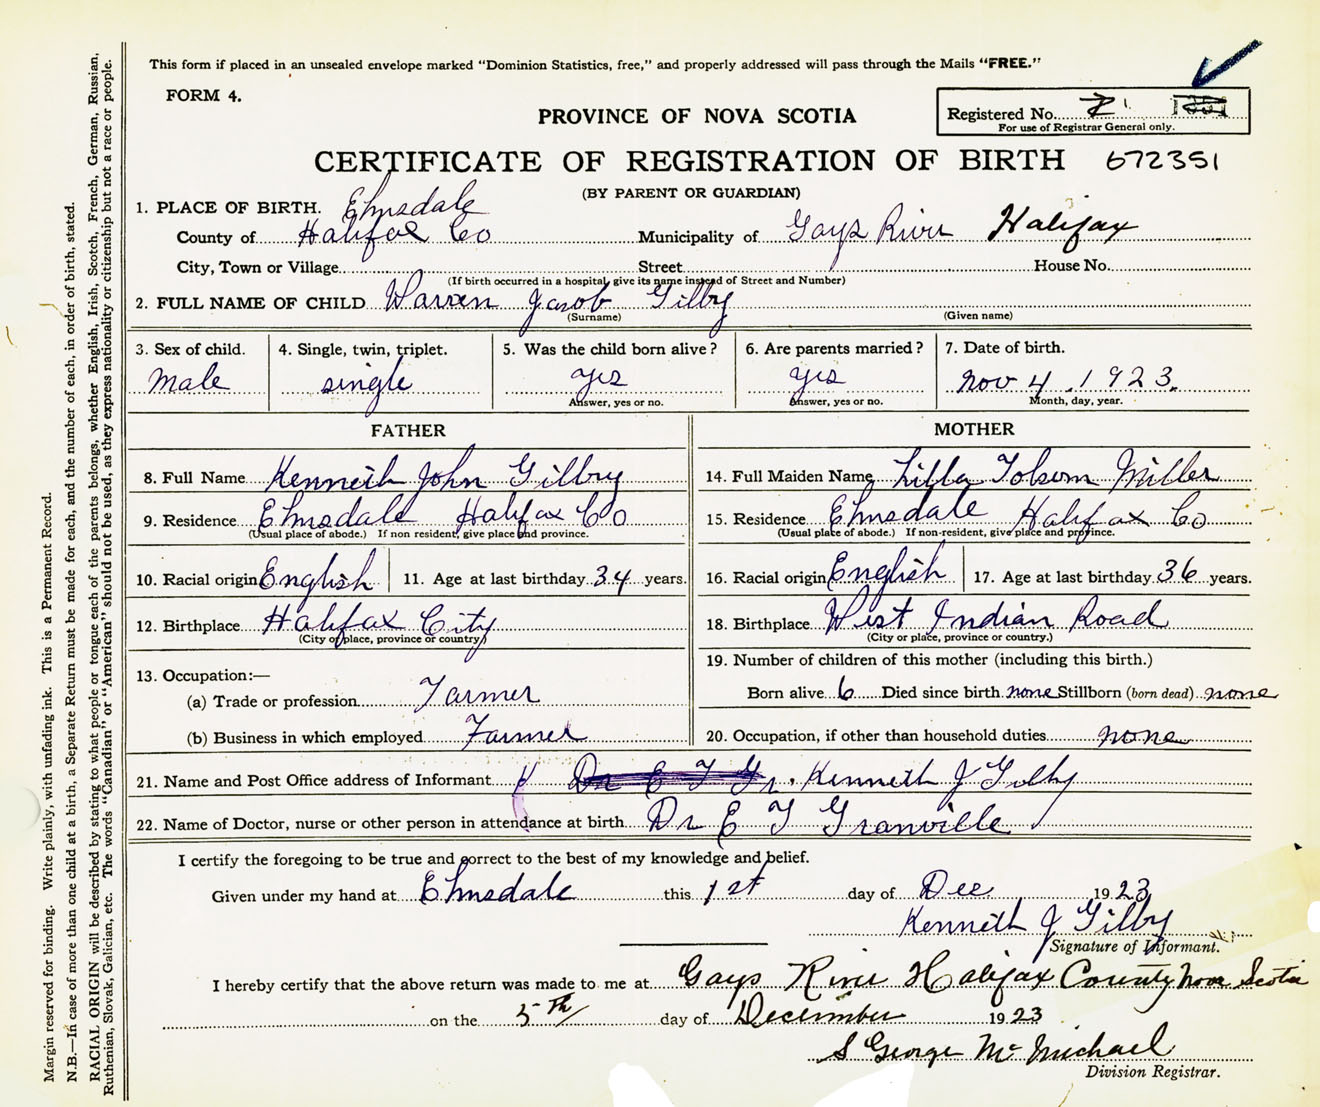 This form if placed in an unsealed envelope marked "Dominion Statistics, free," and properly addressed will pass through the Mails "FREE."
FORM 4.
Registered No.
For use of Registrar General only.
PROVINCE OF NOVA SCOTIA
CERTIFICATE OF REGISTRATION OF BIRTH 672351
(BY PARENT OR GUARDIAN)
1. PLACE OF BIRTH. Elmsdale
County of Halifax Co Municipality of Gays River Halifax
City, Town or Village Street House No.
(If birth occurred in a hospital, give its name instead of Street and Number)
2. FULL NAME OF CHILD Warren Jacob Gilby
(Surname) (Given name)
3. Sex of child. 4. Single, twin, triplet. 5. Was the child born alive? 6. Are parents married? 7. Date of birth.
Male single yes yes Nov 4. 1923.
Answer, yes or no. Answer, yes or no. Month, day, year.
FATHER
8. Full Name Kenneth John Gilby
9. Residence Elmsdale Halifax Co
(Usual place of abode.) If non resident, give place and province.
10. Racial origin English 11. Age at last birthday 34 years.
12. Birthplace Halifax City
(City or place, province or country.)
13. Occupation:—
(a) Trade or profession Farmer
(b) Business in which employed Farmer
MOTHER
14. Full Maiden Name Lilla Tolsom Miller
15. Residence Elmsdale Halifax Co
(Usual place of abode.) If non-resident, give place and province.
16. Racial origin English 17. Age at last birthday 36 years.
18. Birthplace West Indian Road
(City or place, province or country.)
19. Number of children of this mother (including this birth.)
Born alive 6 Died since birth none Stillborn (born dead) none
20. Occupation, if other than household duties none
21. Name and Post Office address of Informant Kenneth J Gilby
22. Name of Doctor, nurse or other person in attendance at birth Dr E T Granville
I certify the foregoing to be true and correct to the best of my knowledge and belief.
Given under my hand at Elmsdale this 1st day of Dec 1923
Kenneth J Gilby
Signature of Informant.
I hereby certify that the above return was made to me at Gays River Halifax County Nova Scotia
on the 5th day of December 1923
S George McMichael
Division Registrar.
Margin reserved for binding. Write plainly, with unfading ink. This is a Permanent Record.
N.B.—In case of more than one child at a birth, a Separate Return must be made for each, and the number of each, in order of birth, stated.
RACIAL ORIGIN will be described by stating to what people or tongue each of the parents belongs, whether English, Irish, Scotch, French, German, Russian,
Ruthenian, Slovak, Galician, etc. The words "Canadian" or "American" should not be used, as they express nationality or citizenship but not a race or people.